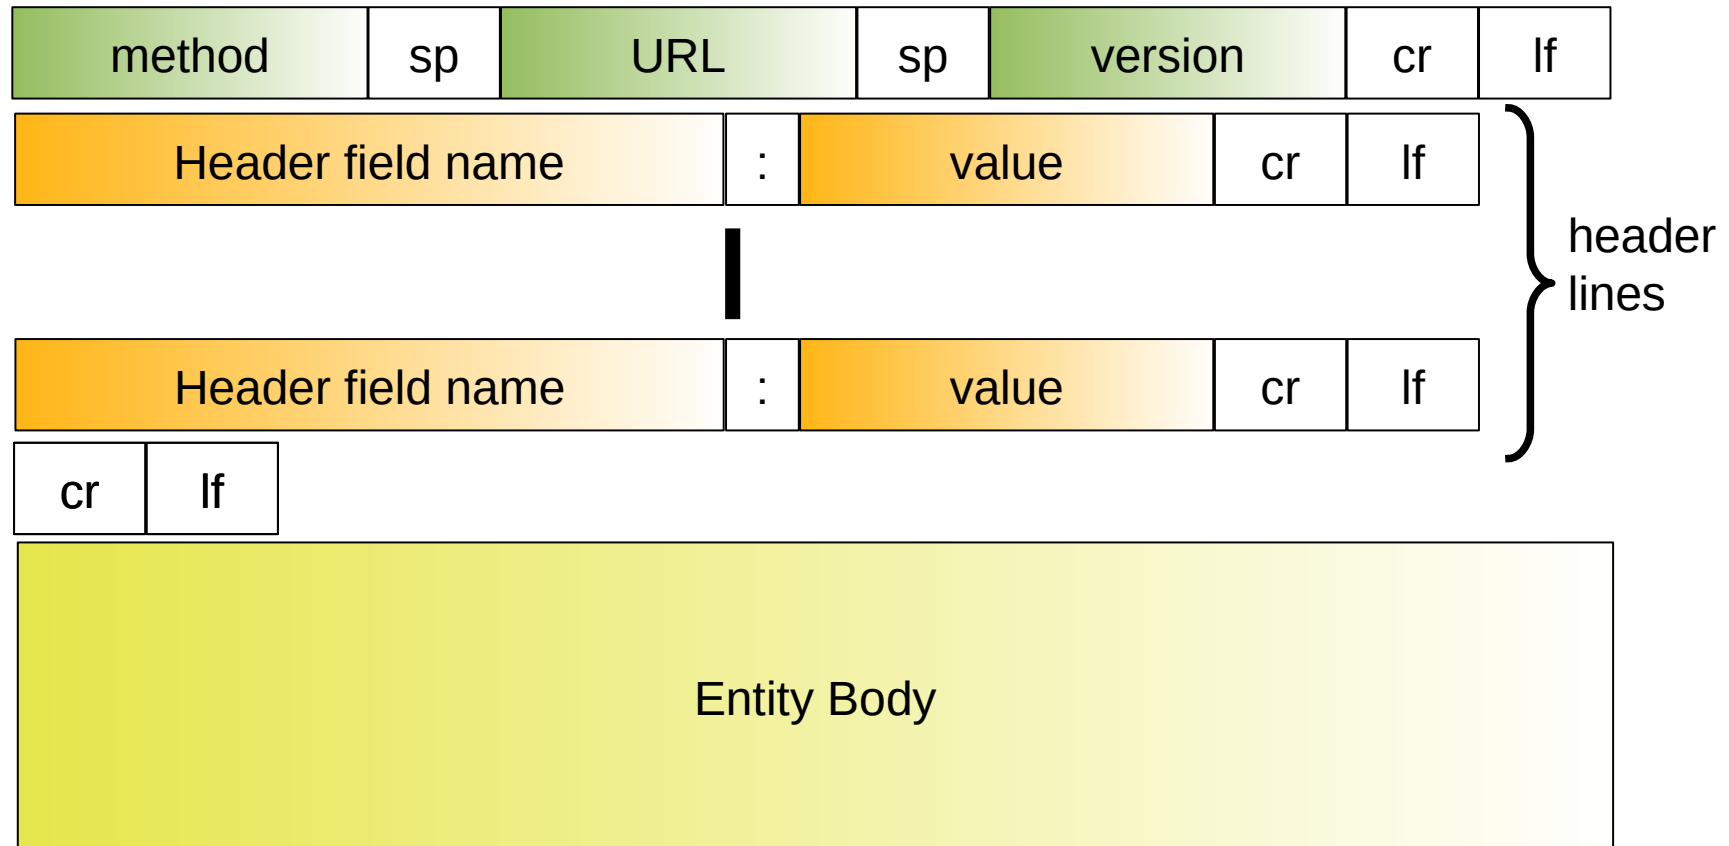 method sp URL sp version cr lf
Header field name : value cr lf
header
lines
Header field name : value cr lf
cr lf
Entity Body